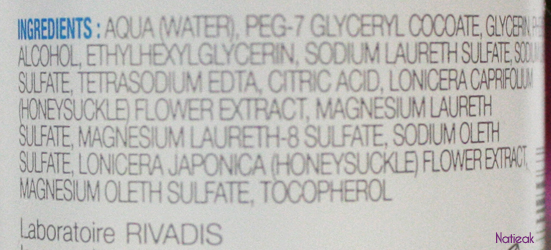 INGREDIENTS : AQUA (WATER), PEG-7 GLYCERYL COCOATE, GLYCERIN,
ALCOHOL, ETHYLHEXYLGLYCERIN, SODIUM LAURETH SULFATE,
SULFATE, TETRASODIUM EDTA, CITRIC ACID, LONICERA CAPRIFOLIUM
(HONEYSUCKLE) FLOWER EXTRACT, MAGNESIUM LAURETH
SULFATE, MAGNESIUM LAURETH-8 SULFATE, SODIUM OLETH
SULFATE, LONICERA JAPONICA (HONEYSUCKLE) FLOWER EXTRACT,
MAGNESIUM OLETH SULFATE, TOCOPHEROL
Laboratoire RIVADIS
Natieak